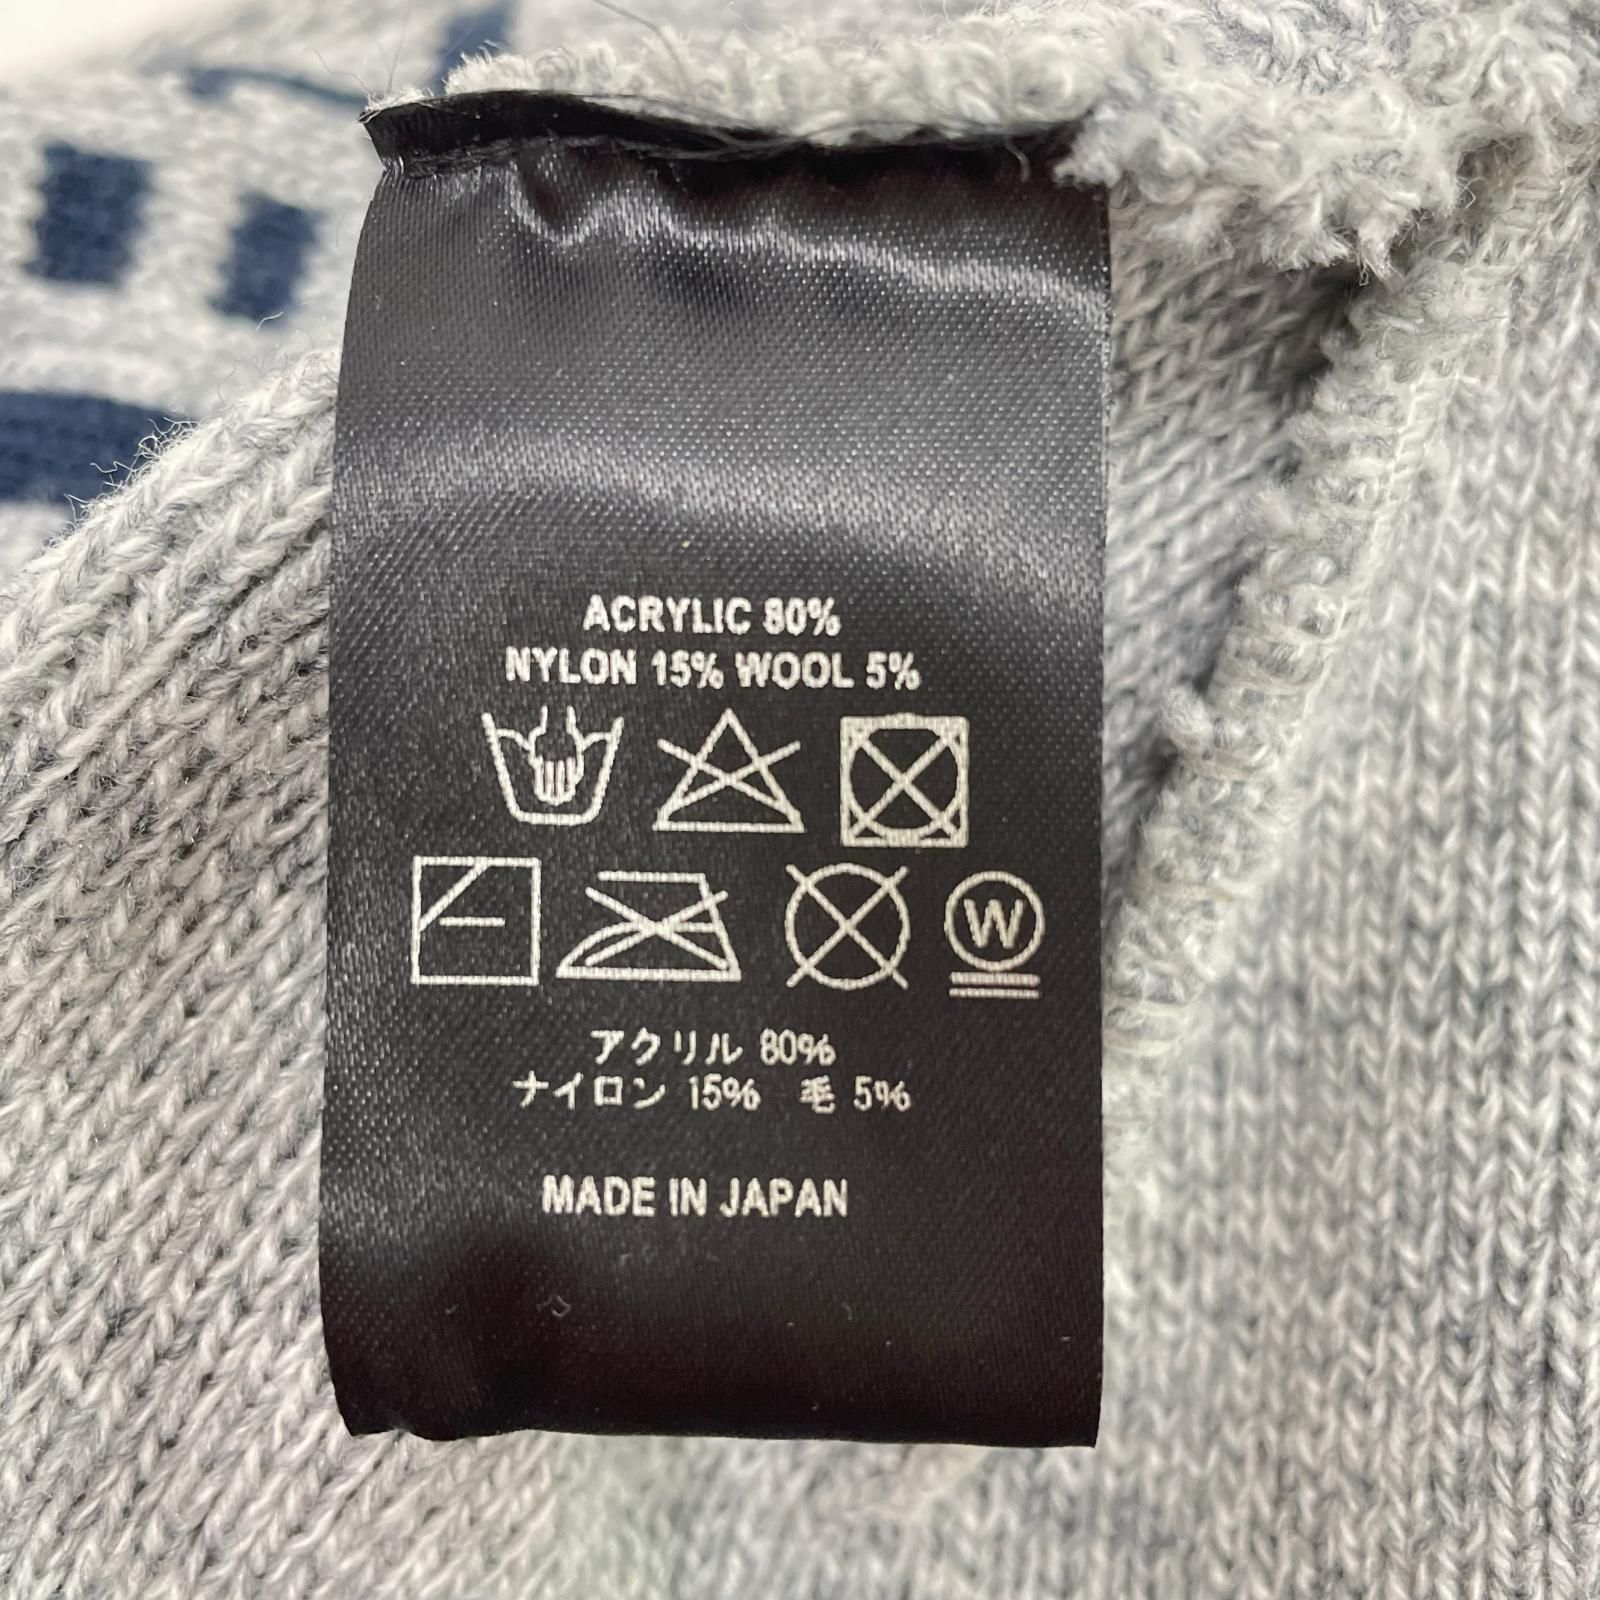 ACRYLIC 80%
NYLON 15% WOOL 5%
W
アクリル 80%
ナイロン 15% 毛 5%
MADE IN JAPAN